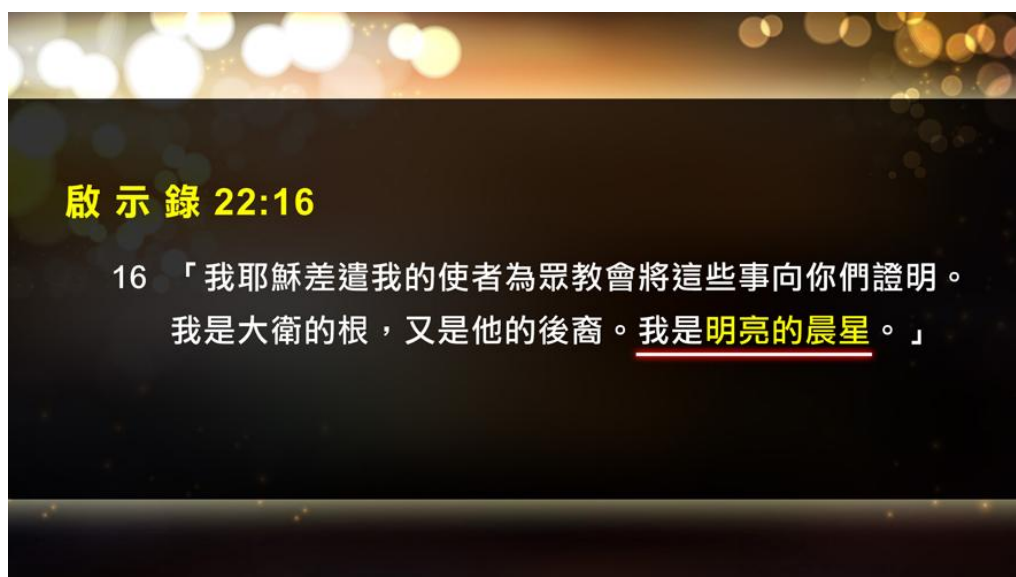 啟示錄 22:16
16 「我耶穌差遣我的使者為眾教會將這些事向你們證明。
我是大衛的根，又是他的後裔。我是明亮的晨星。」